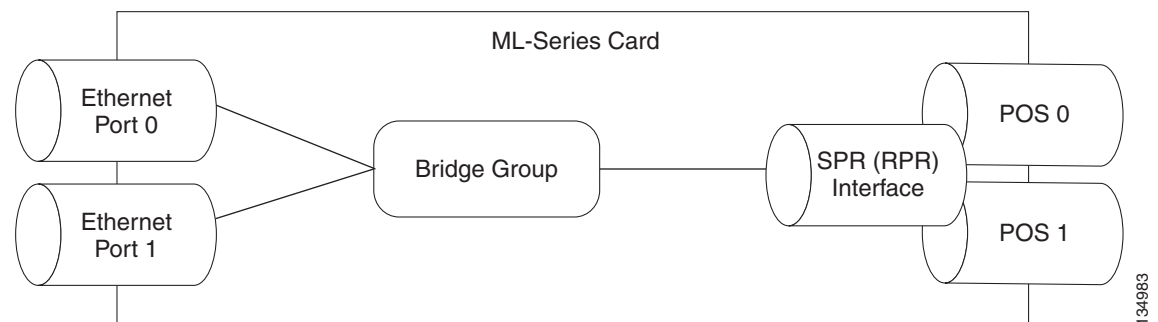 ML-Series Card
Ethernet
Port 0
Ethernet
Port 1
Bridge Group
SPR (RPR)
Interface
POS 0
POS 1
134983